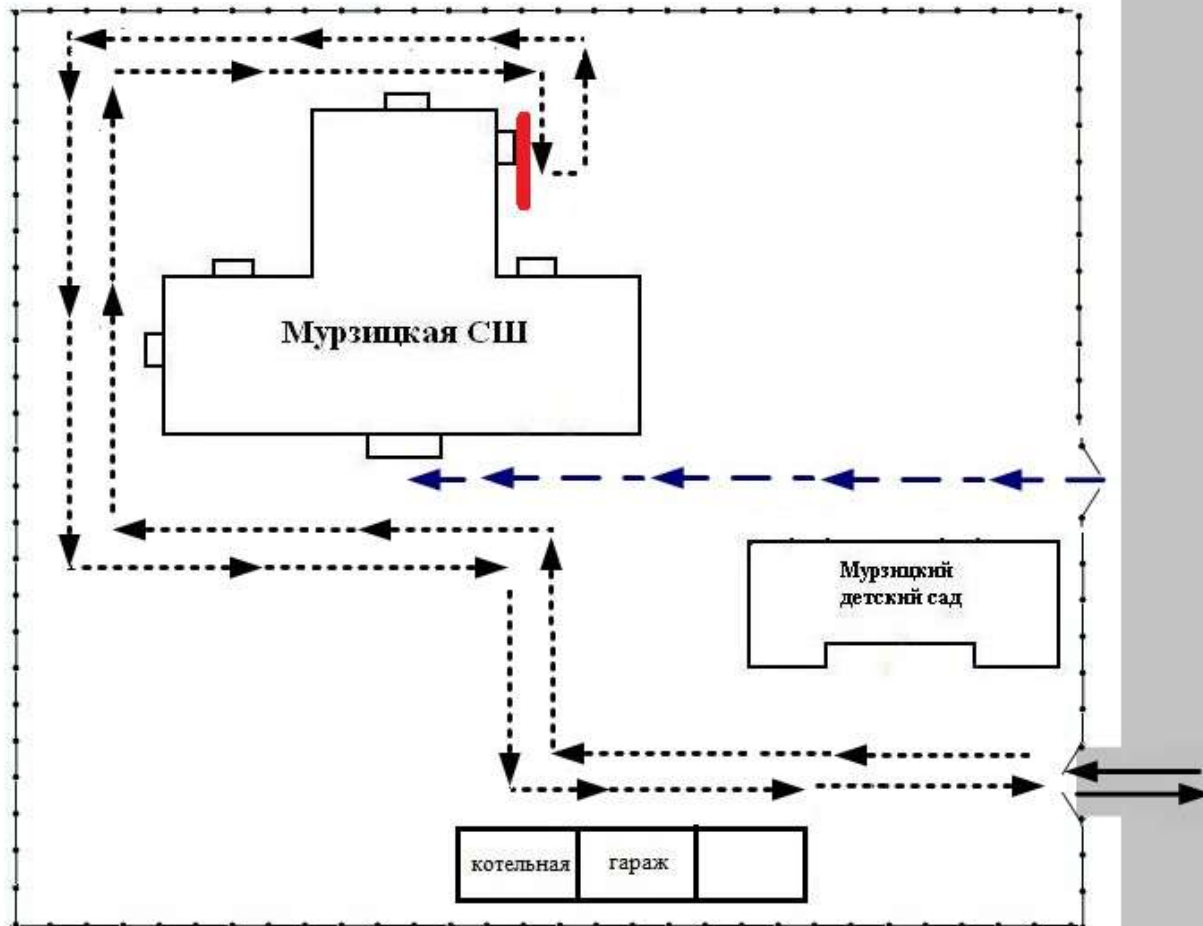 Мурзицкая СШ
Мурзицкий
детский сад
котельная
гараж